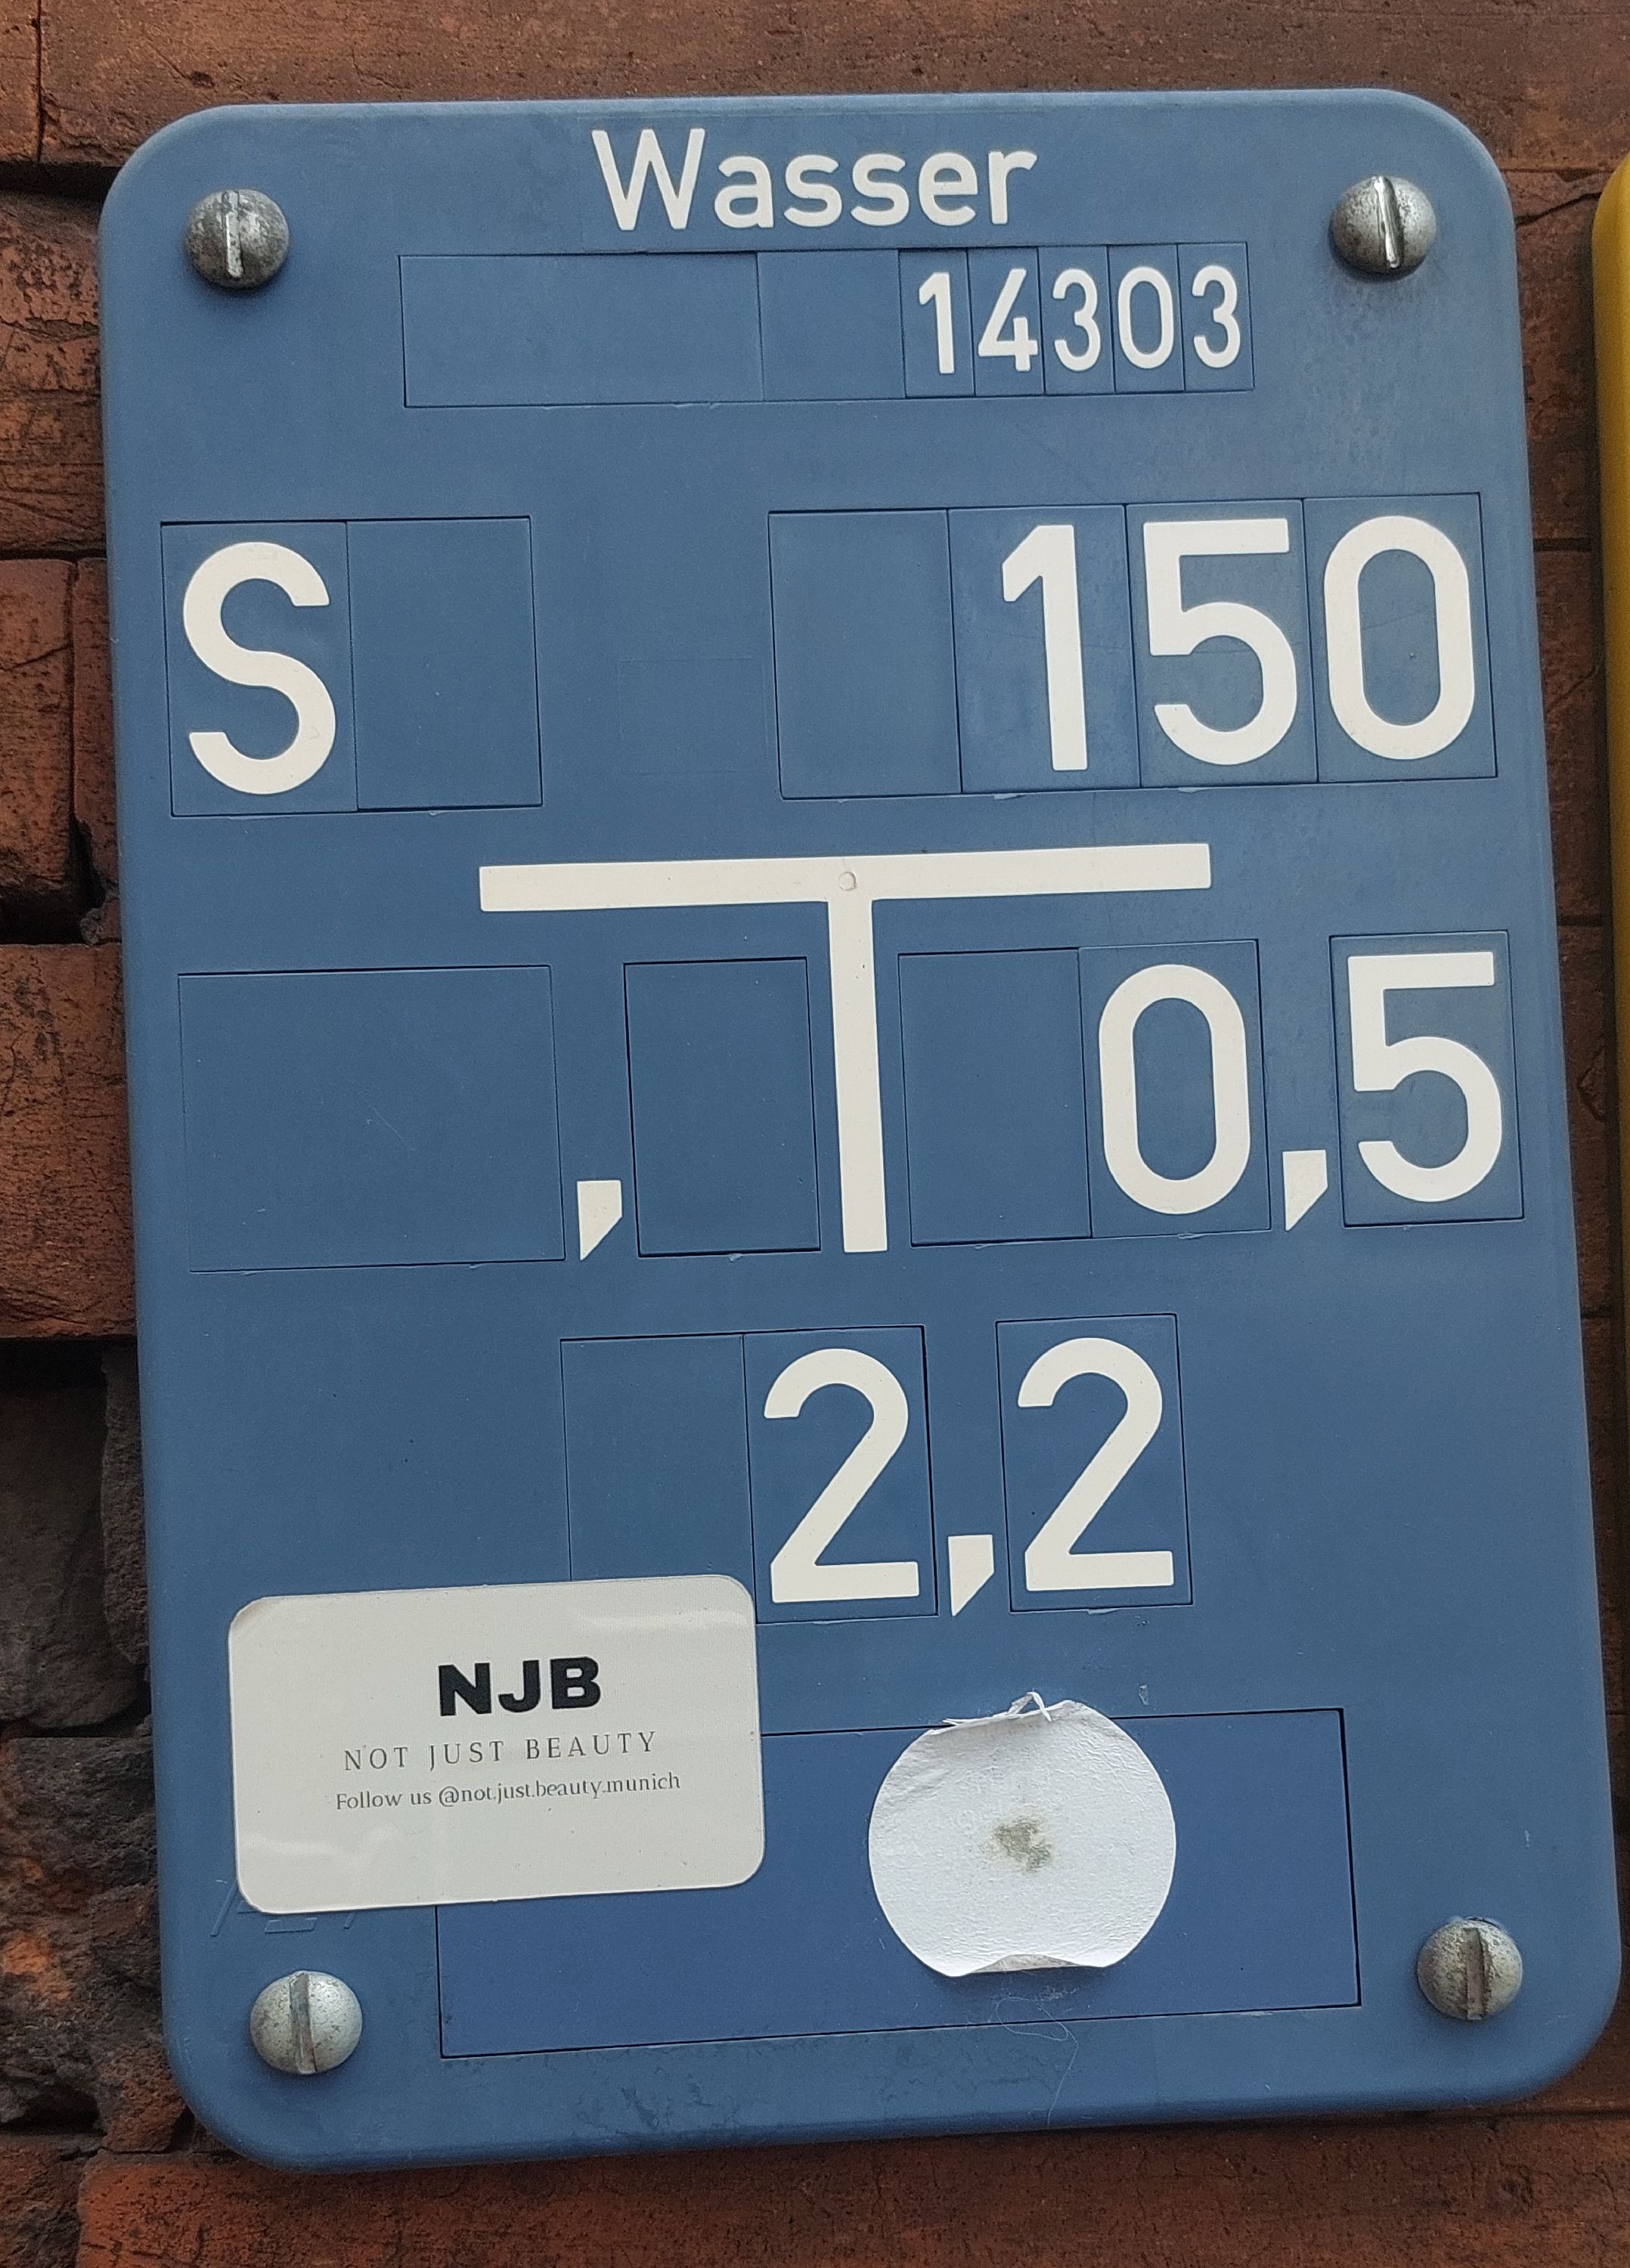 Wasser
14303
S 150
, 0,5
2,2
NJB
NOT JUST BEAUTY
Follow us @not.just.beauty.munich